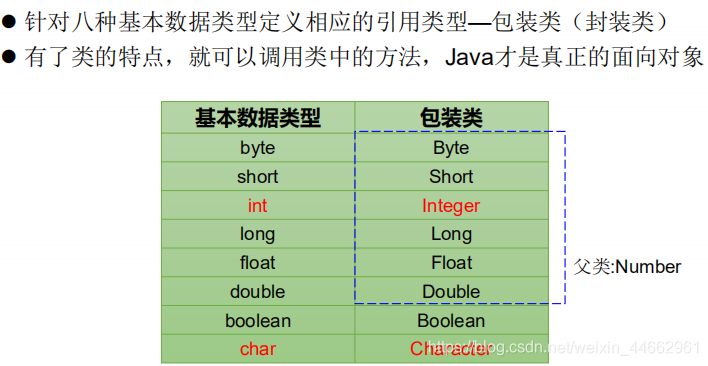 ● 针对八种基本数据类型定义相应的引用类型—包装类（封装类）
● 有了类的特点，就可以调用类中的方法，Java才是真正的面向对象
基本数据类型 包装类
byte Byte
short Short
int Integer
long Long
float Float
父类:Number
double Double
boolean Boolean
char Character
https://blog.csdn.net/weixin_44662961